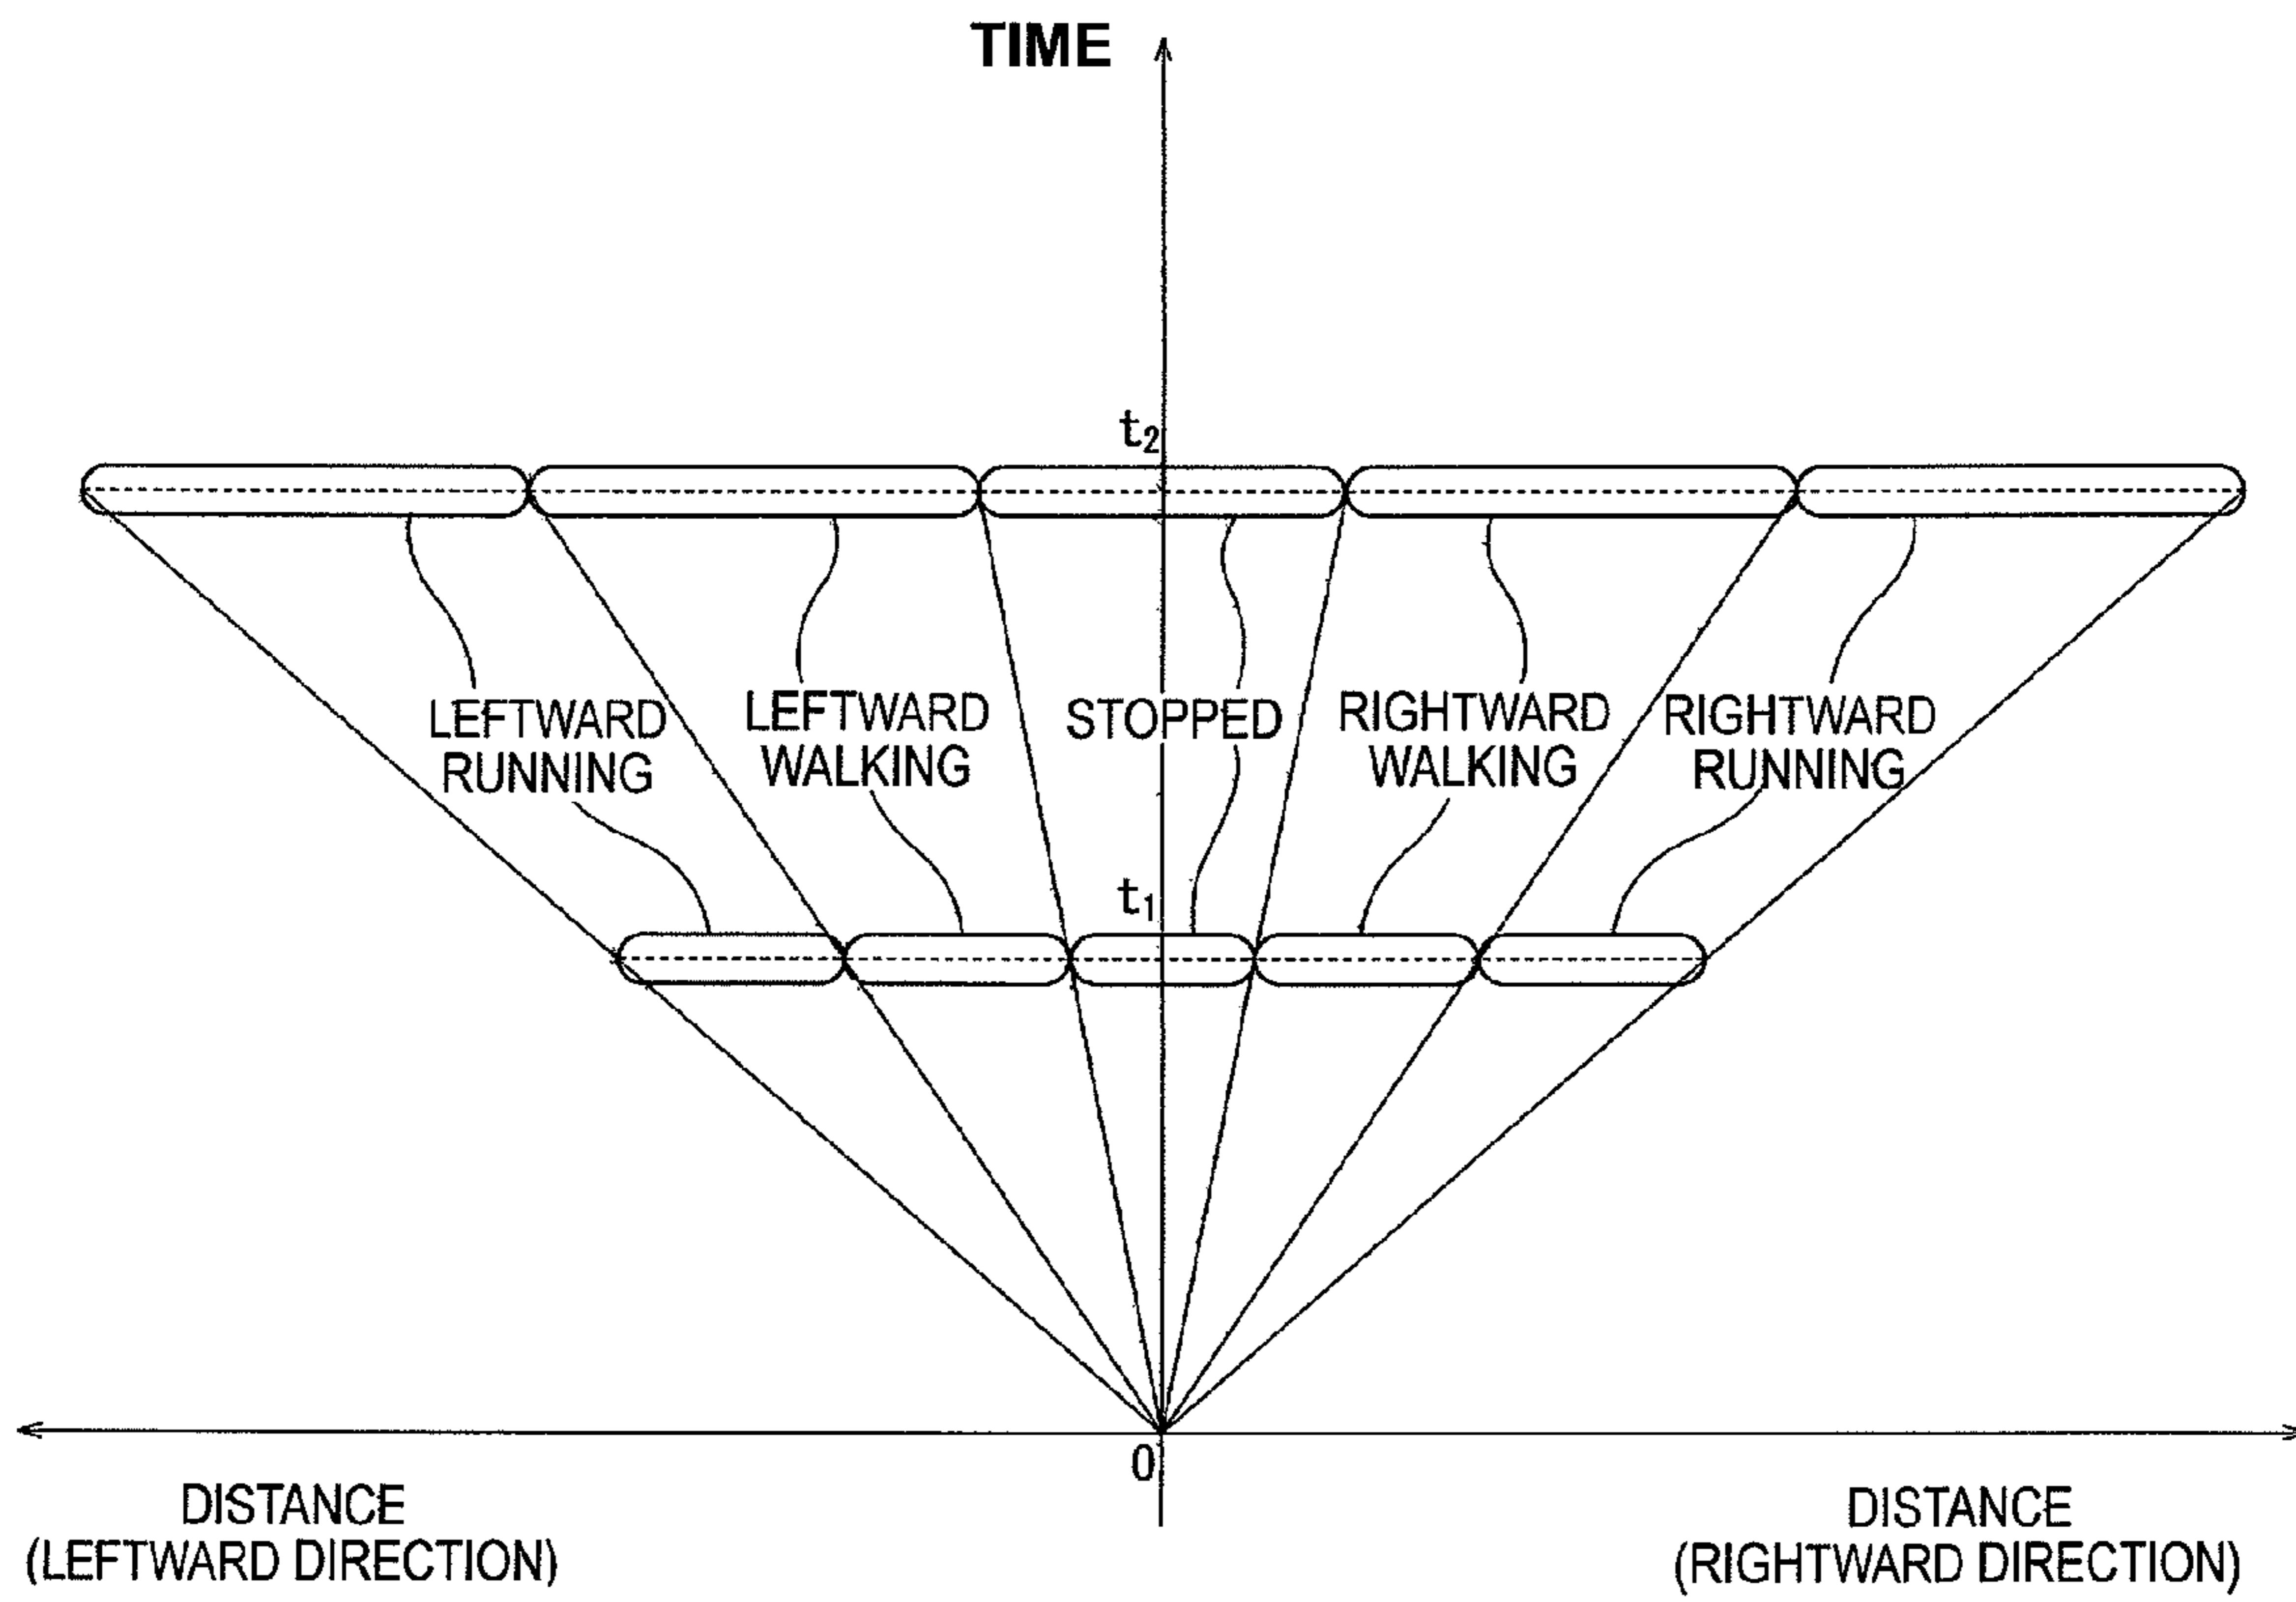 TIME
t₂
LEFTWARD
RUNNING
LEFTWARD
WALKING
STOPPED
RIGHTWARD
WALKING
RIGHTWARD
RUNNING
t₁
0
DISTANCE
(LEFTWARD DIRECTION)
DISTANCE
(RIGHTWARD DIRECTION)